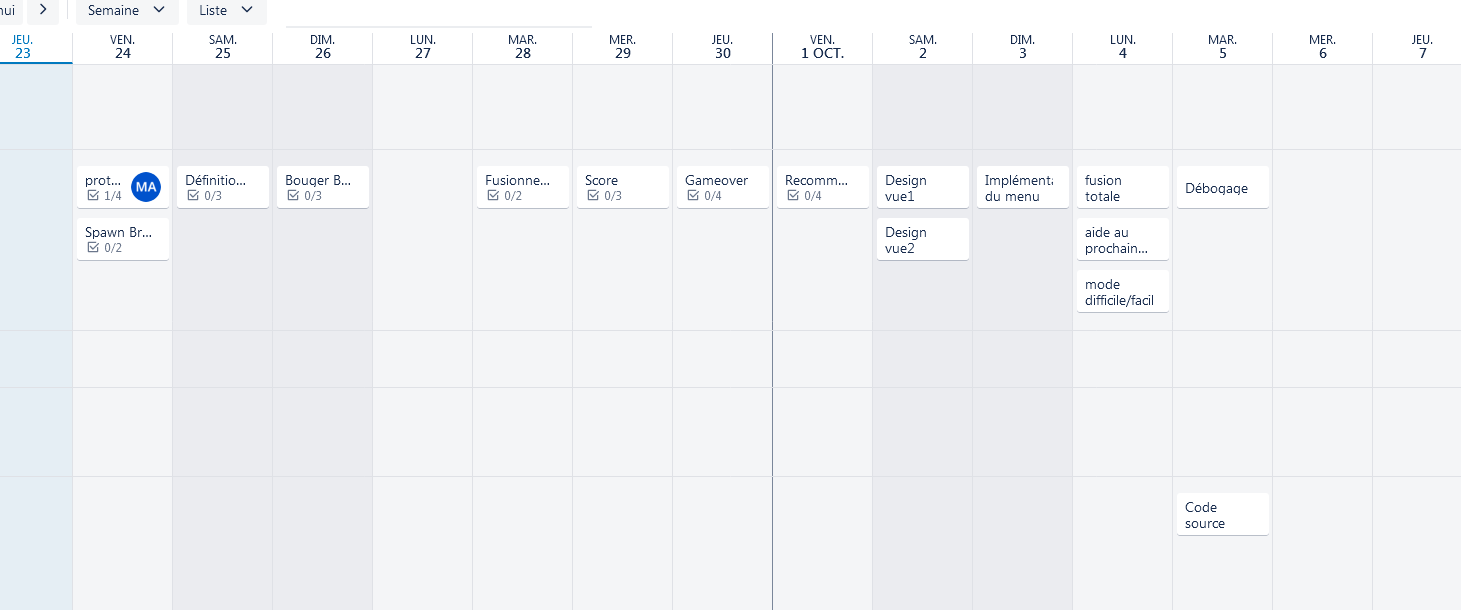 nui
Semaine
Liste
JEU.
23
VEN.
24
SAM.
25
DIM.
26
LUN.
27
MAR.
28
MER.
29
JEU.
30
VEN.
1 OCT.
SAM.
2
DIM.
3
LUN.
4
MAR.
5
MER.
6
JEU.
7
prot...
1/4
MA
Définitio...
0/3
Bouger B...
0/3
Fusionne...
0/2
Score
0/3
Gameover
0/4
Recomm...
0/4
Design
vue1
Implémenta
du menu
fusion
totale
Débogage
Spawn Br...
0/2
Design
vue2
aide au
prochain...
mode
difficile/facil
Code
source